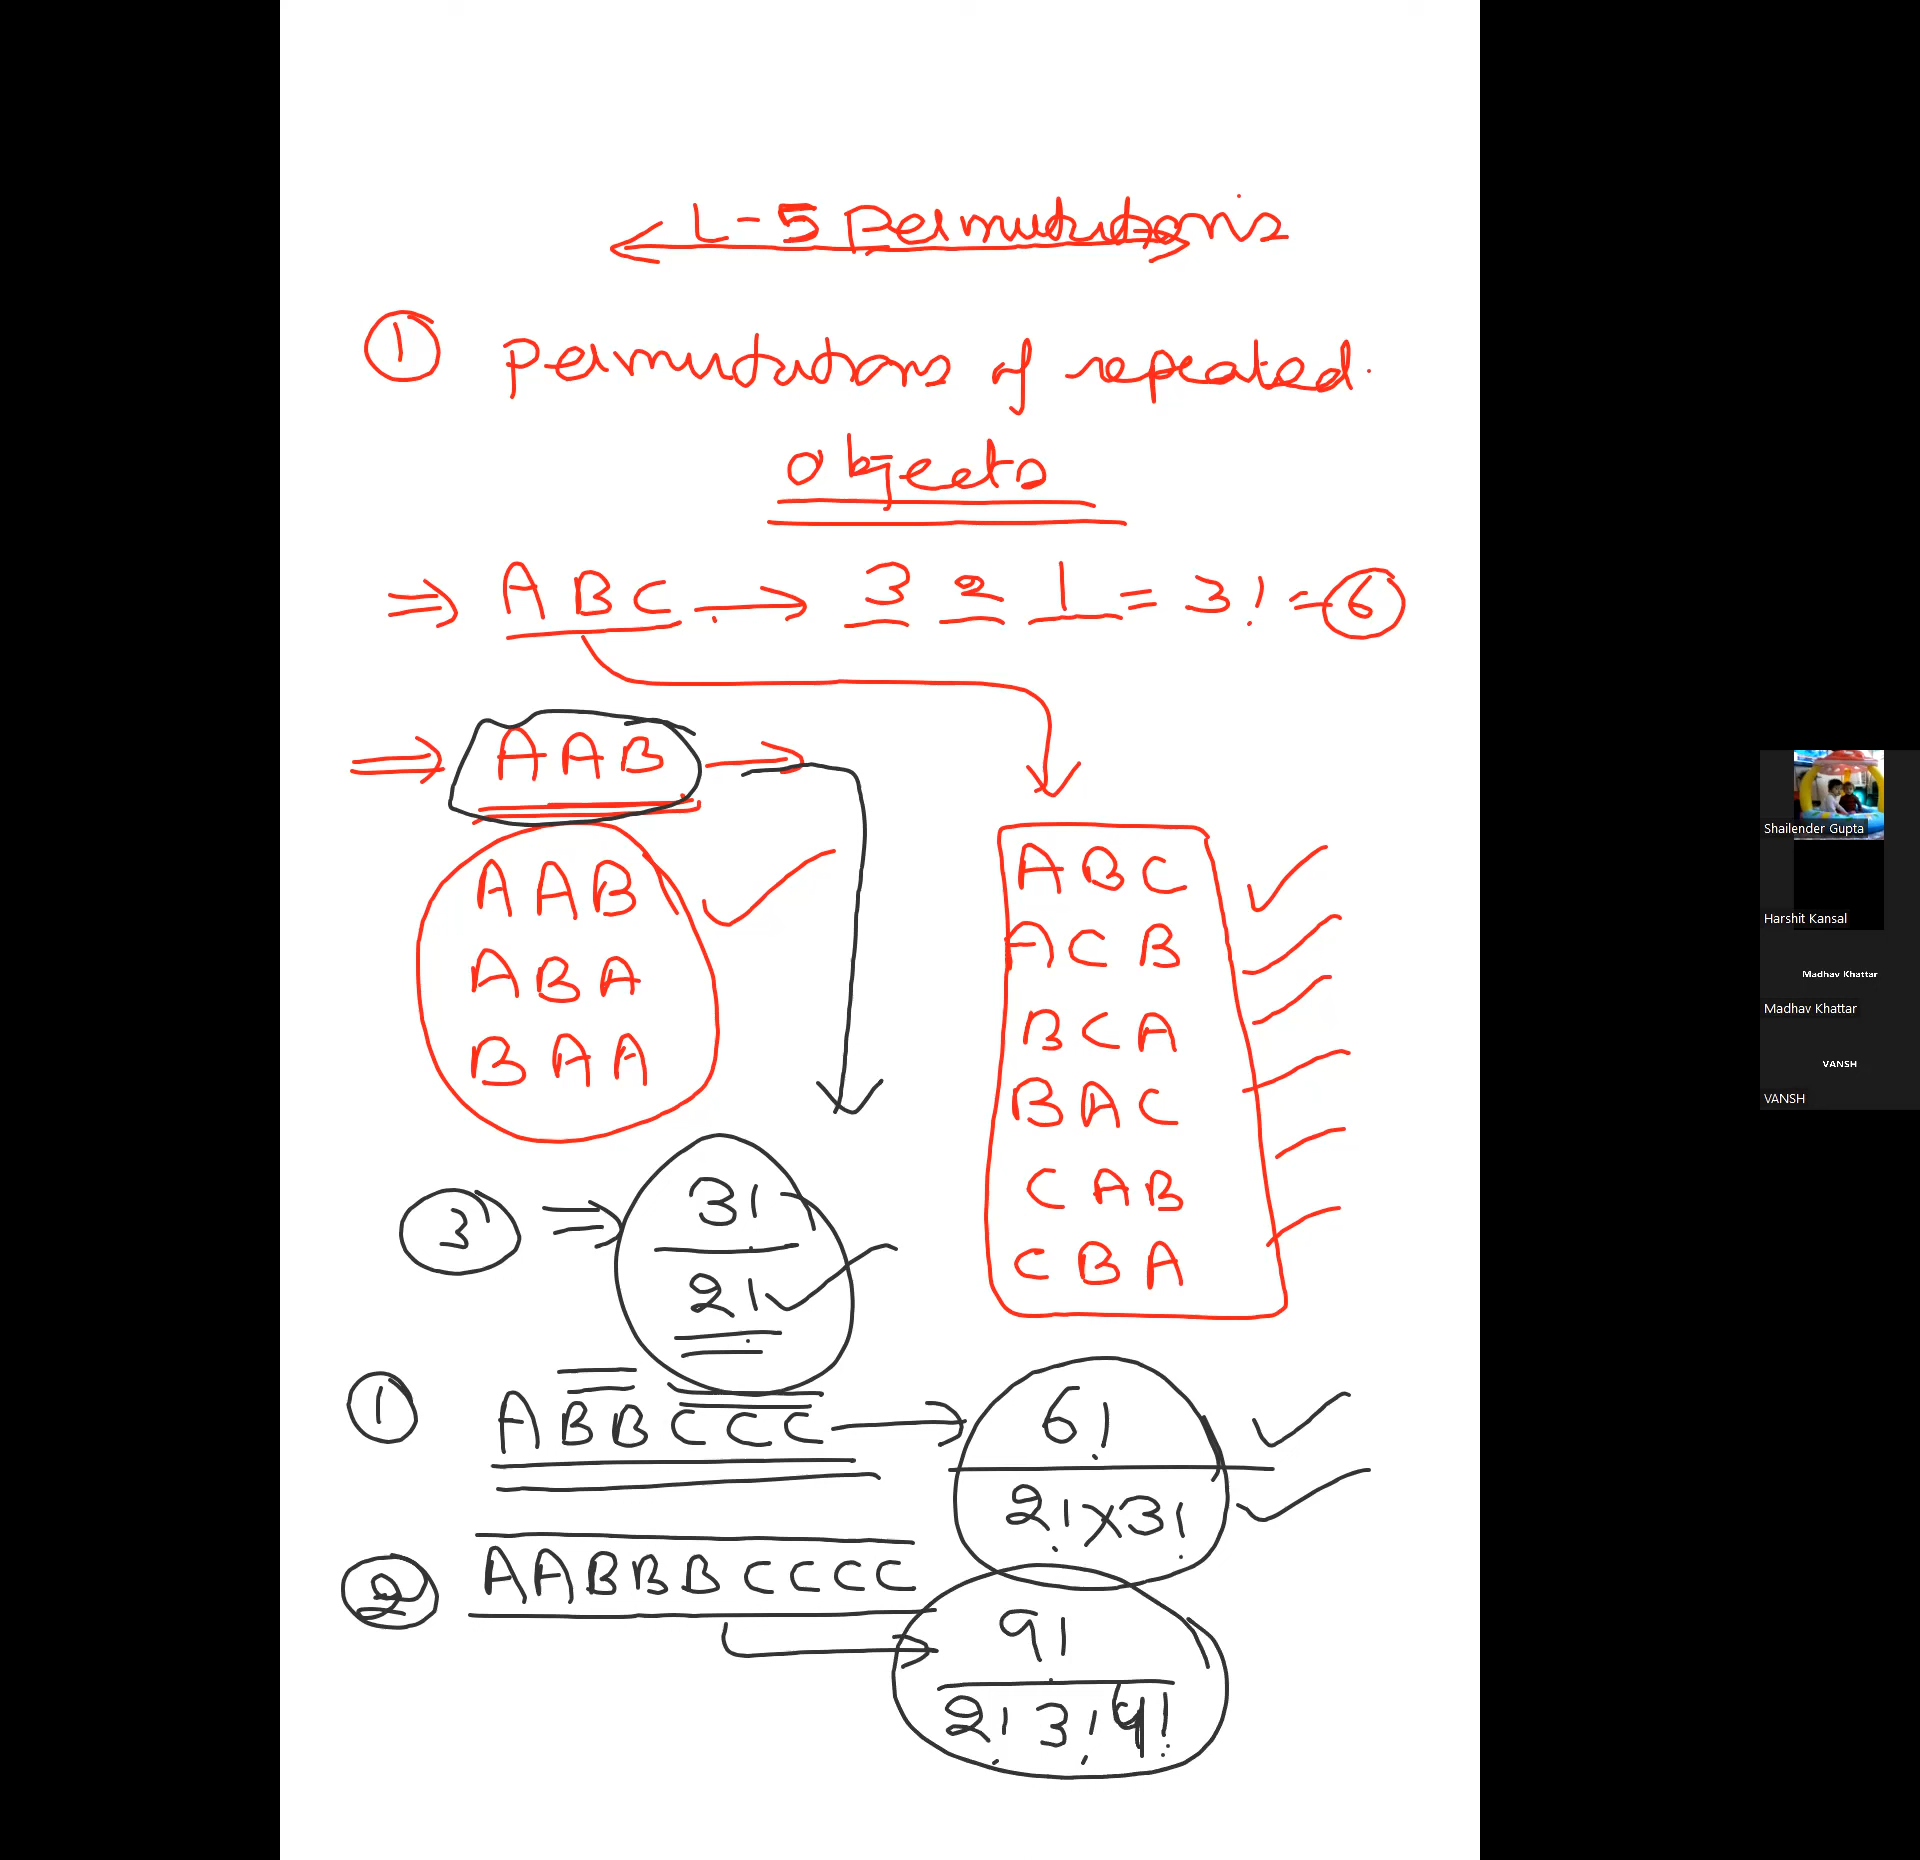 L-5 Permutations
① Permutations of repeated.
objects
⇒ ABC. → 3 2 1 = 3! = 6
⇒ AAB →
AAB
ABA
BAA
ABC
ACB
BCA
BAC
CAB
CBA
3 ⇒ 3!
2!
① ABBCCC → 6!
2! x 3!
② AABBBCCCC
9!
2! 3! 4!
Shailender Gupta
Harshit Kansal
Madhav Khattar
Madhav Khattar
VANSH
VANSH